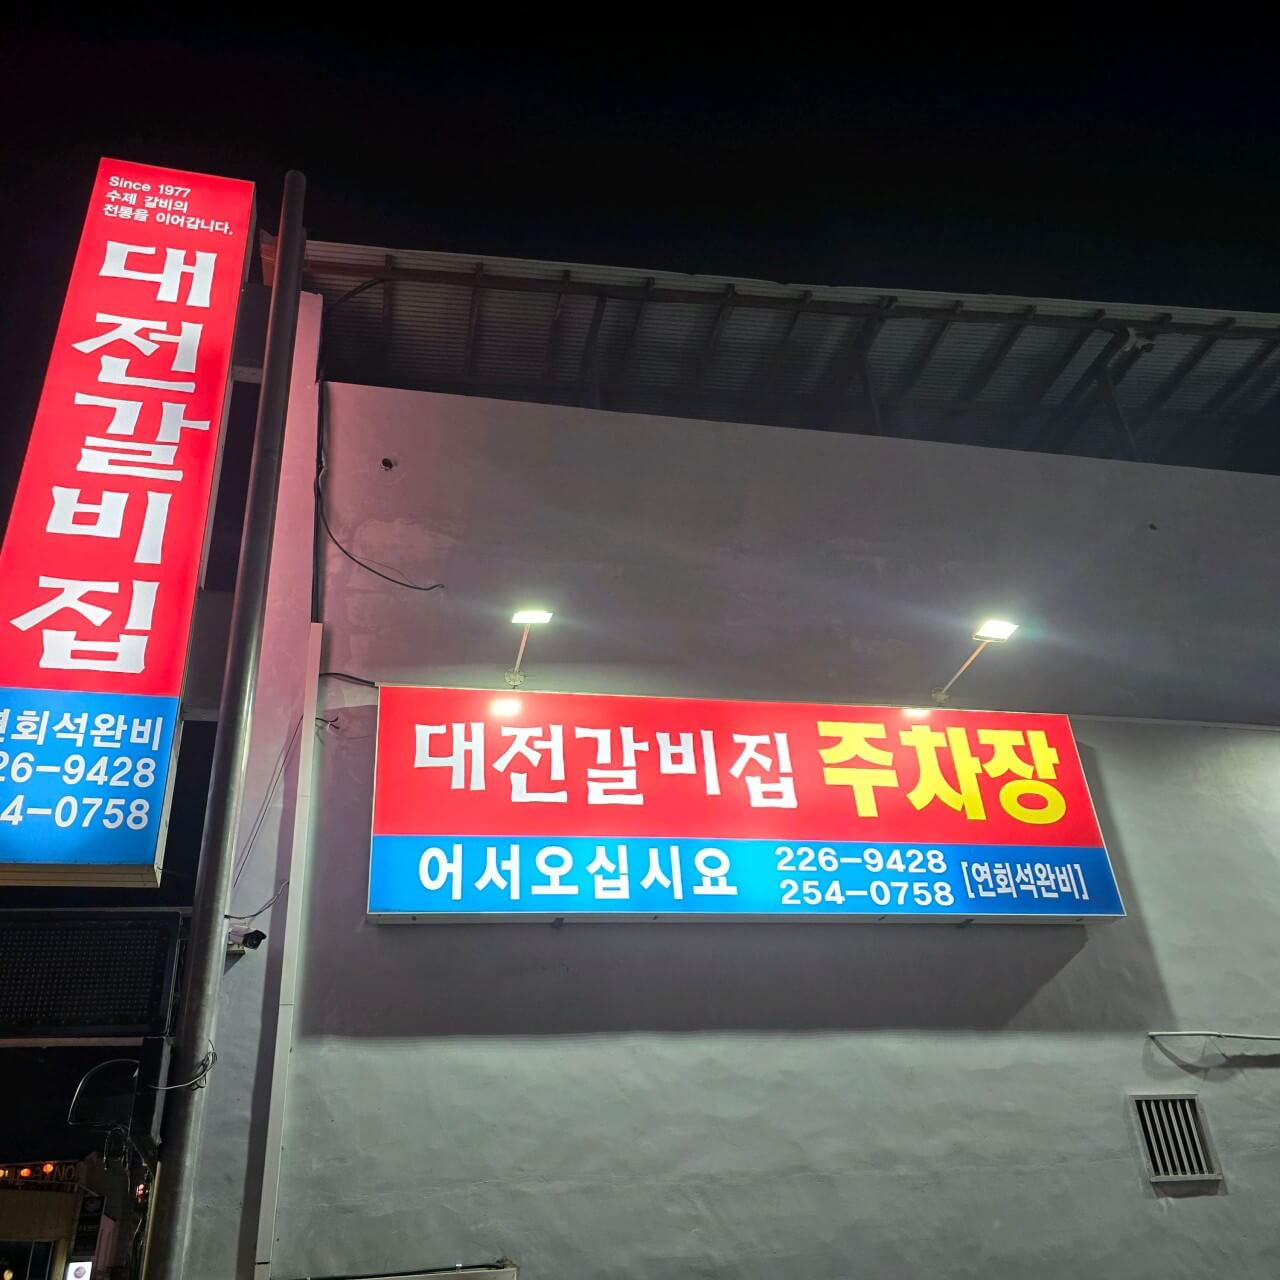 Since 1977
수제 갈비의
전통을 이어갑니다.
대전갈비집
연회석완비
26-9428
4-0758
대전갈비집 주차장
어서오십시요
226-9428
254-0758
[연회석완비]